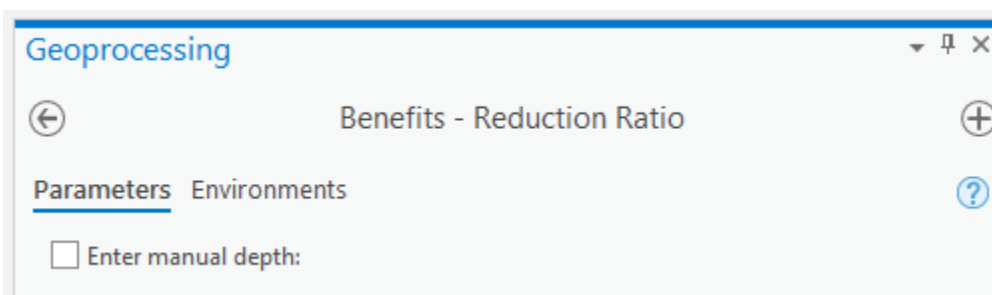 Geoprocessing
Benefits - Reduction Ratio
Parameters Environments
?
Enter manual depth: